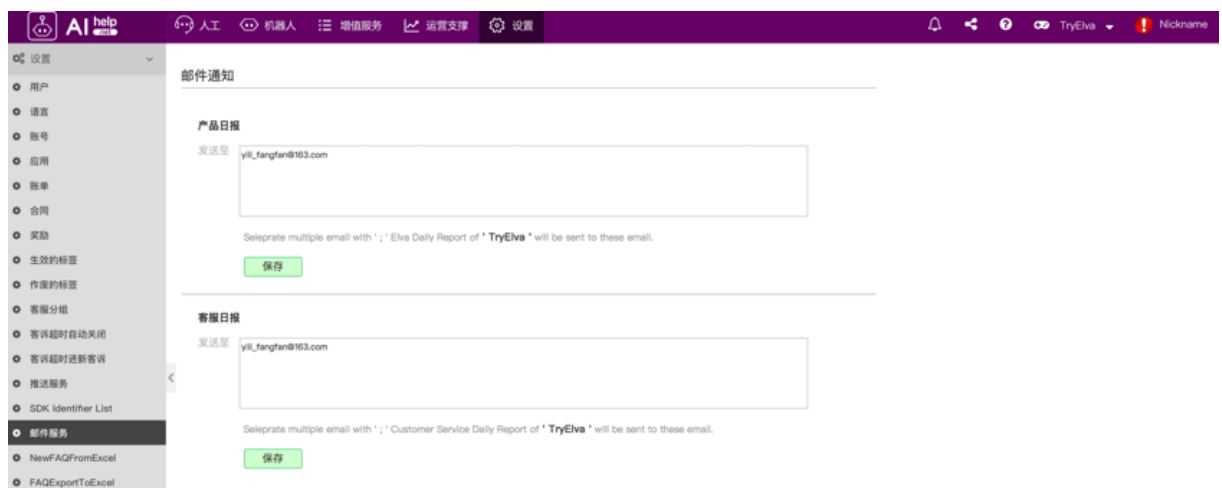 AI help .net 人工 机器人 增值服务 运营支撑 设置 TryElva Nickname
设置
用户
语言
账号
应用
账单
合同
奖励
生效的标签
作废的标签
客服分组
客诉超时自动关闭
客诉超时进新客诉
推送服务
SDK Identifier List
邮件服务
NewFAQFromExcel
FAQExportToExcel
邮件通知
产品日报
发送至
yili_fangfan@163.com
Seleprate multiple email with ' ; ' Elva Daily Report of " TryElva " will be sent to these email.
保存
客服日报
发送至
yili_fangfan@163.com
Seleprate multiple email with ' ; ' Customer Service Daily Report of " TryElva " will be sent to these email.
保存